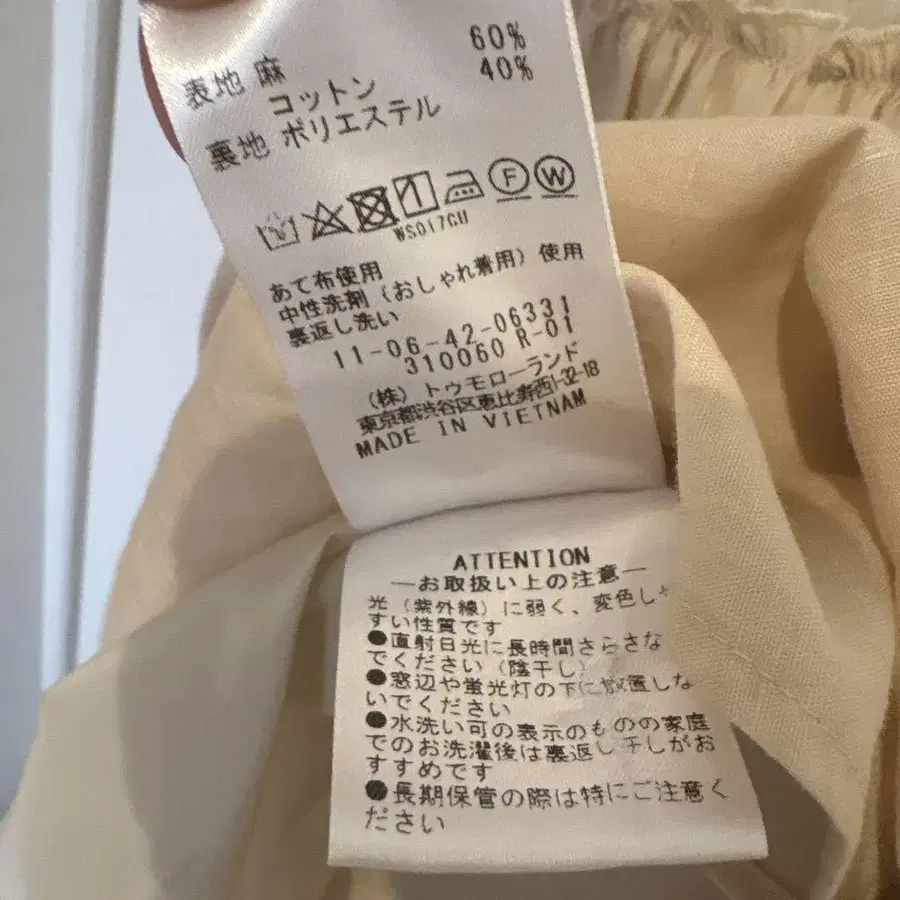 表地 麻 60%
コットン 40%
裏地 ポリエステル
F W
WS017CU
あて布使用
中性洗剤（おしゃれ着用）使用
裏返し洗い
11-06-42-06331
310060 R-01
（株）トゥモローランド
東京都渋谷区恵比寿西1-32-18
MADE IN VIETNAM
ATTENTION
―お取扱い上の注意―
光（紫外線）に弱く、変色しや
すい性質です
●直射日光に長時間さらさな
でください（陰干し）
●窓辺や蛍光灯の下に放置しな
いでください
●水洗い可の表示のものの家庭
でのお洗濯後は裏返し干しがお
すすめです
●長期保管の際は特にご注意く
ださい